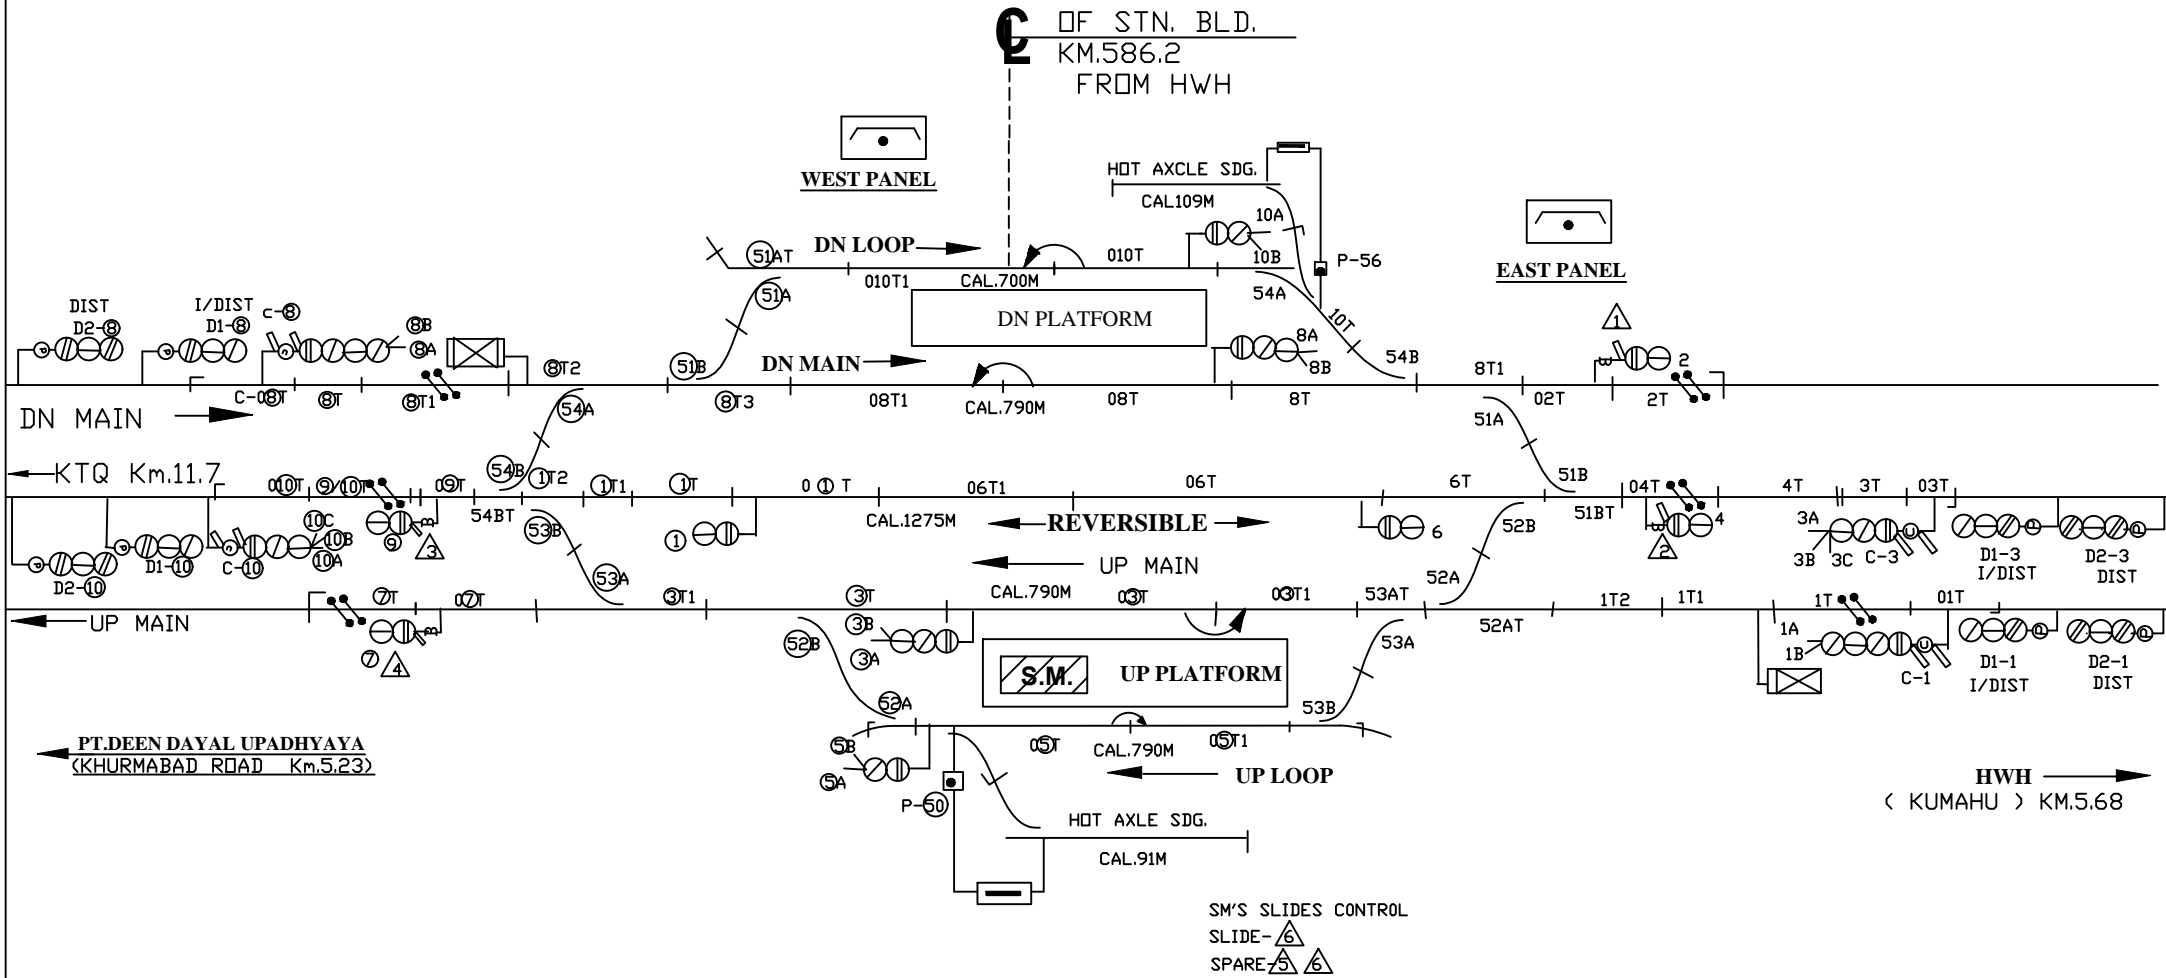 ℄ OF STN. BLD.
KM.586.2
FROM HWH
WEST PANEL
HOT AXCLE SDG.
CAL109M
EAST PANEL
DN LOOP
51AT
010T1
CAL.700M
010T
10A
10B
P-56
51A
54A
10T
DN PLATFORM
DIST
D2-8
I/DIST
D1-8
C-8
8B
8A
8T2
51B
DN MAIN
8A
8B
54B
8T1
1
2
B
C-08T
8T
8T1
8T3
08T1
CAL.790M
08T
8T
02T
2T
DN MAIN
54A
51A
KTQ Km.11.7
54B
51B
010T
9/10T
09T
1T2
1T1
1T
0 1 T
06T1
06T
6T
04T
4T
3T
03T
54BT
53B
CAL.1275M
REVERSIBLE
52B
51BT
10C
10B
10A
9
3
B
1
6
4
2
B
3A
3B
3C
C-3
D1-3
I/DIST
D2-3
DIST
D2-10
D1-10
C-10
UP MAIN
53A
52A
7T
07T
3T1
3T
CAL.790M
03T
03T1
53AT
52AT
1T2
1T1
1T
01T
UP MAIN
7
4
B
52B
3B
3A
S.M.
UP PLATFORM
53A
1A
1B
C-1
D1-1
I/DIST
D2-1
DIST
52A
53B
5B
5A
05T
CAL.790M
05T1
UP LOOP
P-50
PT.DEEN DAYAL UPADHYAYA
(KHURMABAD ROAD Km.5.23)
HWH
( KUMAHU ) KM.5.68
HOT AXLE SDG.
CAL.91M
SM'S SLIDES CONTROL
SLIDE-6
SPARE-5 6